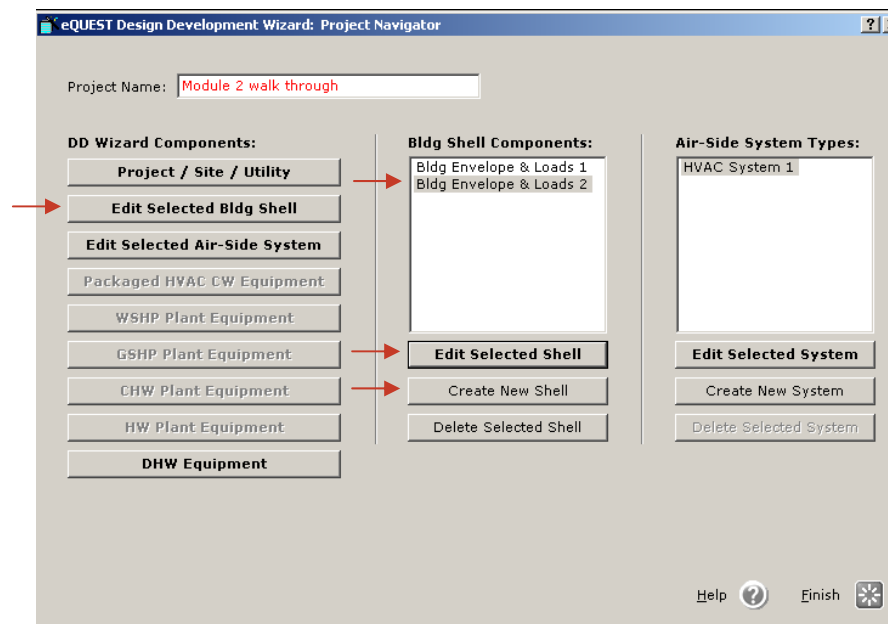 eQUEST Design Development Wizard: Project Navigator
?
Project Name: Module 2 walk through
DD Wizard Components:
Project / Site / Utility
Edit Selected Bldg Shell
Edit Selected Air-Side System
Packaged HVAC CW Equipment
WSHP Plant Equipment
GSHP Plant Equipment
CHW Plant Equipment
HW Plant Equipment
DHW Equipment
Bldg Shell Components:
Bldg Envelope & Loads 1
Bldg Envelope & Loads 2
Edit Selected Shell
Create New Shell
Delete Selected Shell
Air-Side System Types:
HVAC System 1
Edit Selected System
Create New System
Delete Selected System
Help ? Finish